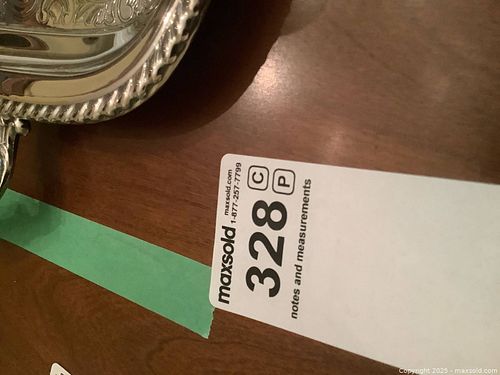 maxsold maxsold.com
1-877-257-7799
328 C P
notes and measurements
Copyright 2025 - maxsold.com